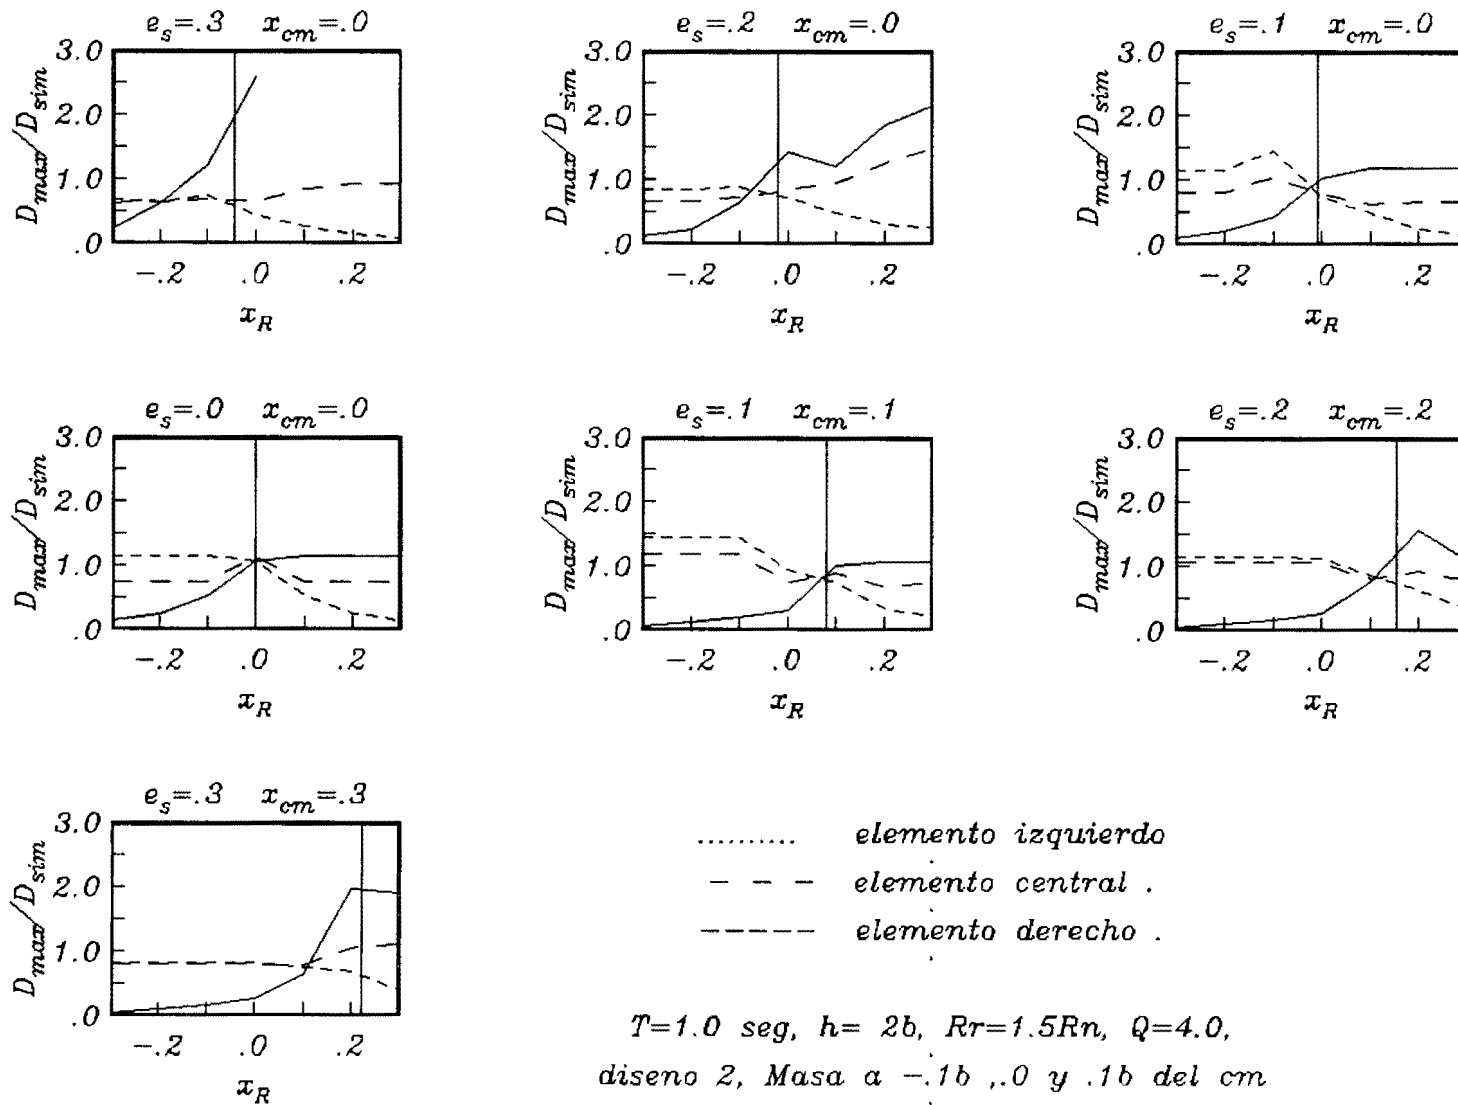 e_s=.3 x_cm=.0
e_s=.2 x_cm=.0
e_s=.1 x_cm=.0
D_max/D_sim
3.0
2.0
1.0
.0
-.2 .0 .2
x_R
D_max/D_sim
3.0
2.0
1.0
.0
-.2 .0 .2
x_R
D_max/D_sim
3.0
2.0
1.0
.0
-.2 .0 .2
x_R
e_s=.0 x_cm=.0
e_s=.1 x_cm=.1
e_s=.2 x_cm=.2
D_max/D_sim
3.0
2.0
1.0
.0
-.2 .0 .2
x_R
D_max/D_sim
3.0
2.0
1.0
.0
-.2 .0 .2
x_R
D_max/D_sim
3.0
2.0
1.0
.0
-.2 .0 .2
x_R
e_s=.3 x_cm=.3
D_max/D_sim
3.0
2.0
1.0
.0
-.2 .0 .2
x_R
elemento izquierdo
elemento central .
elemento derecho .
T=1.0 seg, h= 2b, Rr=1.5Rn, Q=4.0,
diseno 2, Masa a -.1b ,.0 y .1b del cm